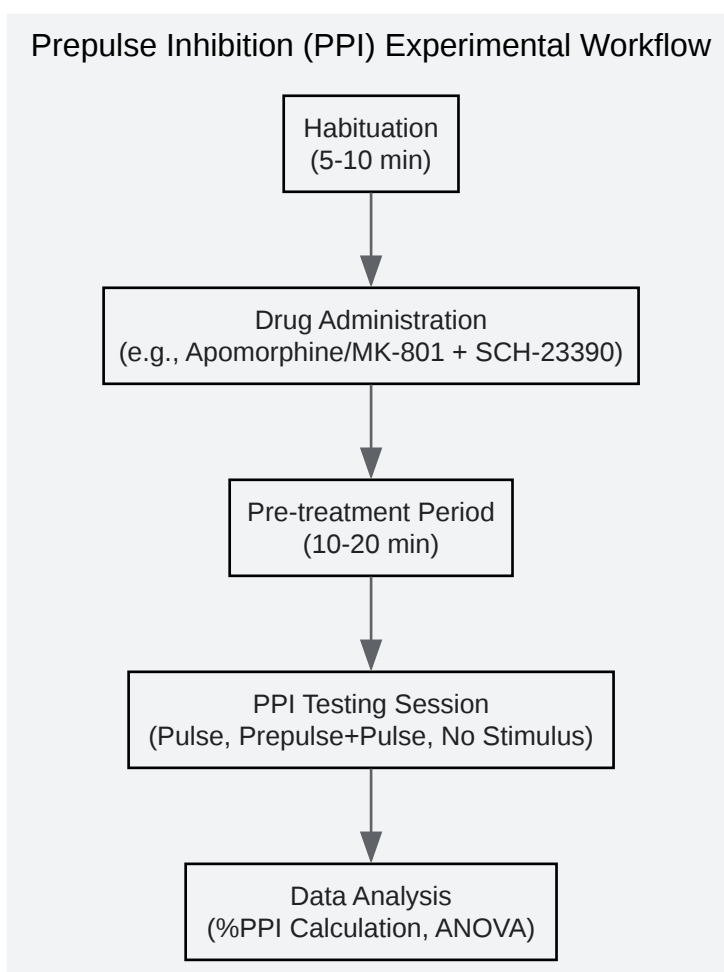 Prepulse Inhibition (PPI) Experimental Workflow
Habituation
(5-10 min)
Drug Administration
(e.g., Apomorphine/MK-801 + SCH-23390)
Pre-treatment Period
(10-20 min)
PPI Testing Session
(Pulse, Prepulse+Pulse, No Stimulus)
Data Analysis
(%PPI Calculation, ANOVA)